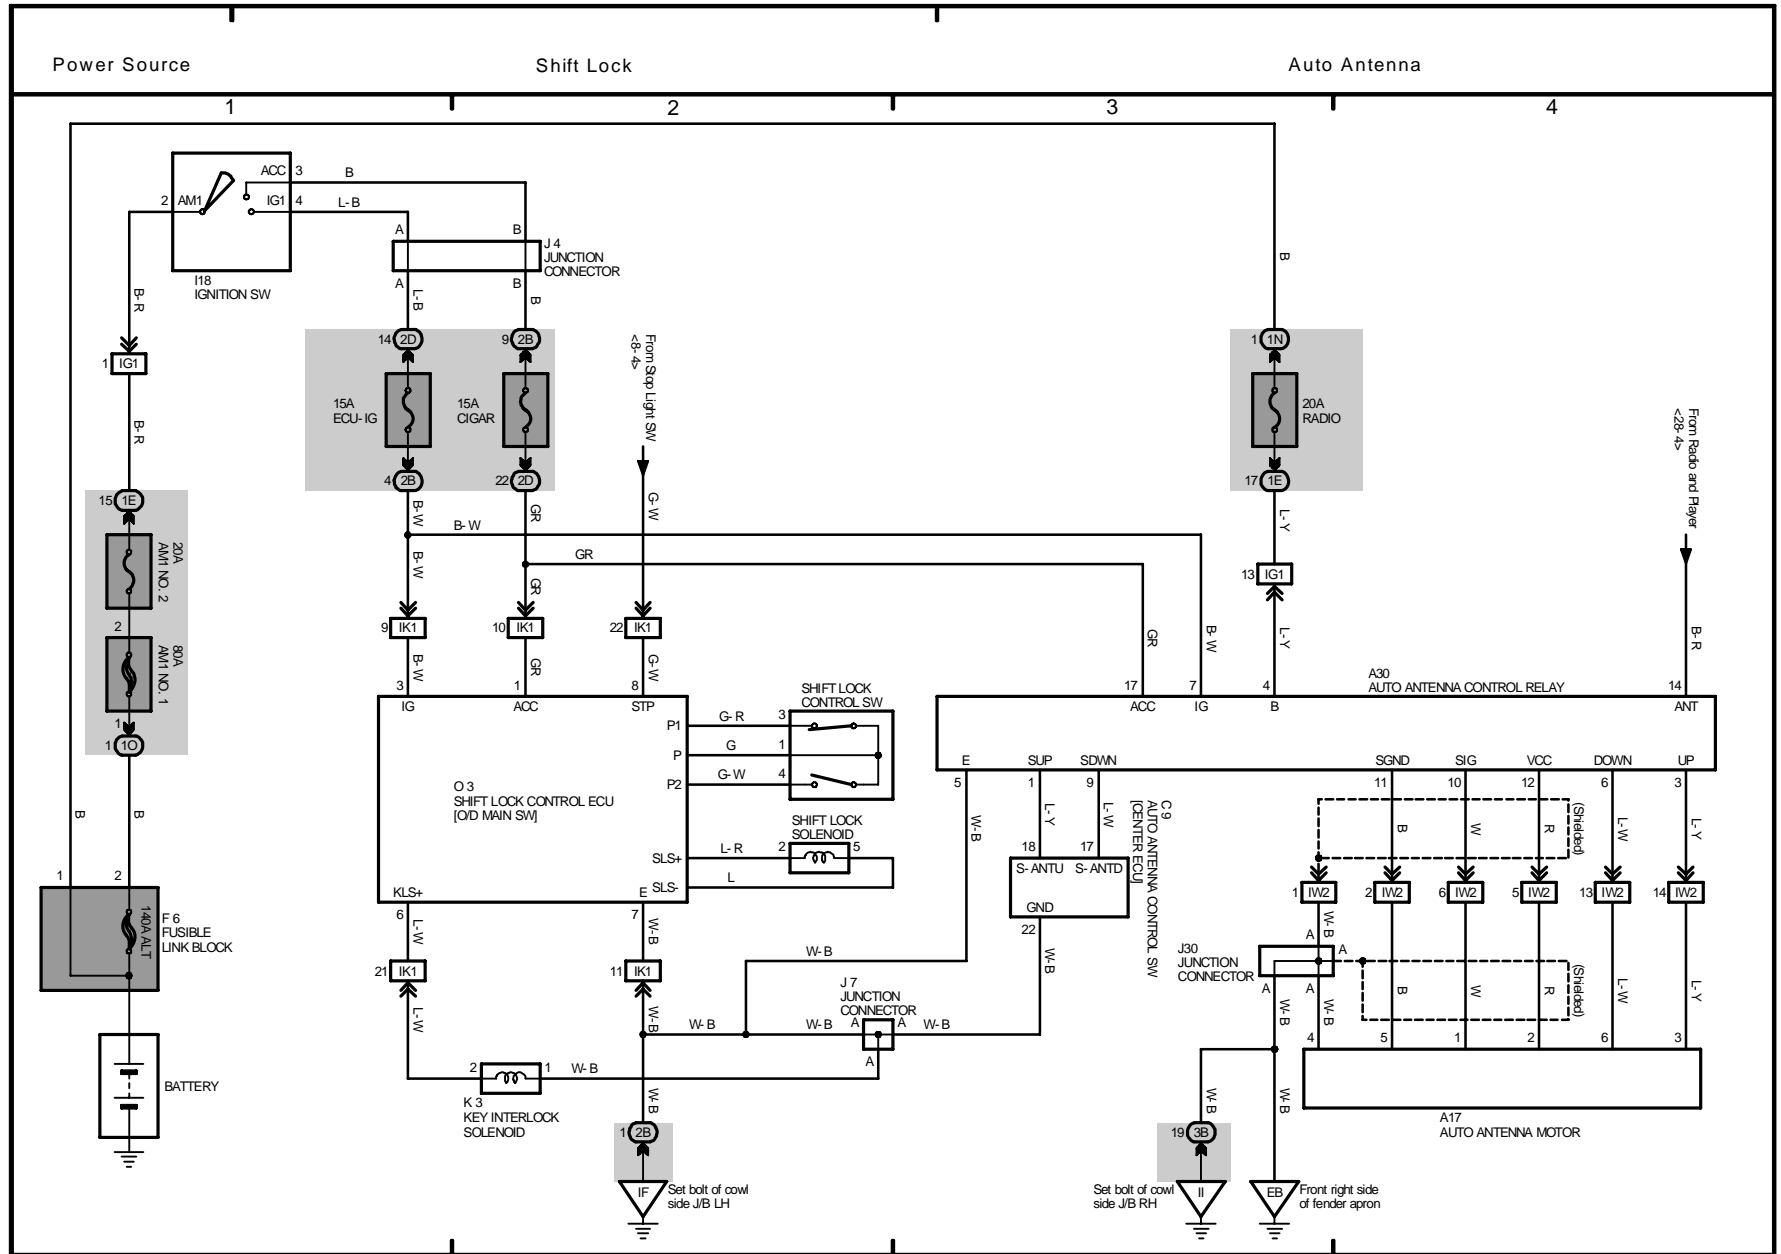 Power Source
Shift Lock
Auto Antenna
1
2
3
4
ACC 3
B
2 AM1
IG1 4
L-B
I18
IGNITION SW
A
B
J 4
JUNCTION
CONNECTOR
A
B
L-B
B
B-R
1 IG1
B-R
15 1E
20A
AM1 NO. 2
2
80A
AM1 NO. 1
1
1 1O
B
B
1
2
140A ALT
F 6
FUSIBLE
LINK BLOCK
BATTERY
14 2D
9 2B
15A
ECU-IG
15A
CIGAR
4 2B
22 2D
From Stop Light SW
<8-4>
B-W
GR
G-W
B-W
GR
B-W
GR
9 IK1
10 IK1
22 IK1
B-W
GR
G-W
3
1
8
IG
ACC
STP
P1
P
P2
O 3
SHIFT LOCK CONTROL ECU
[O/D MAIN SW]
SLS+
SLS-
KLS+
E
G-R
3
G
1
G-W
4
SHIFT LOCK
CONTROL SW
SHIFT LOCK
SOLENOID
L-R
2
5
L
6
7
L-W
W-B
21 IK1
11 IK1
L-W
W-B
W-B
W-B
W-B
J 7
JUNCTION
CONNECTOR
A
A
A
W-B
2
1
W-B
K 3
KEY INTERLOCK
SOLENOID
W-B
1 2B
IF
Set bolt of cowl
side J/B LH
B
1 1N
20A
RADIO
17 1E
L-Y
13 IG1
L-Y
GR
B-W
From Radio and Player
<28-4>
B-R
A30
AUTO ANTENNA CONTROL RELAY
17
7
4
14
ACC
IG
B
ANT
E
SUP
SDWN
SGND
SIG
VCC
DOWN
UP
5
1
9
11
10
12
6
3
W-B
L-Y
L-W
18
17
S-ANTU
S-ANTD
GND
22
W-B
C 9
AUTO ANTENNA CONTROL SW
[CENTER ECU]
B
W
R
(Shielded)
L-W
L-Y
1 IW2
2 IW2
6 IW2
5 IW2
13 IW2
14 IW2
W-B
J30
JUNCTION
CONNECTOR
A
A
A
A
W-B
W-B
B
W
R
(Shielded)
L-W
L-Y
4
5
1
2
6
3
A17
AUTO ANTENNA MOTOR
W-B
19 3B
II
Set bolt of cowl
side J/B RH
EB
Front right side
of fender apron